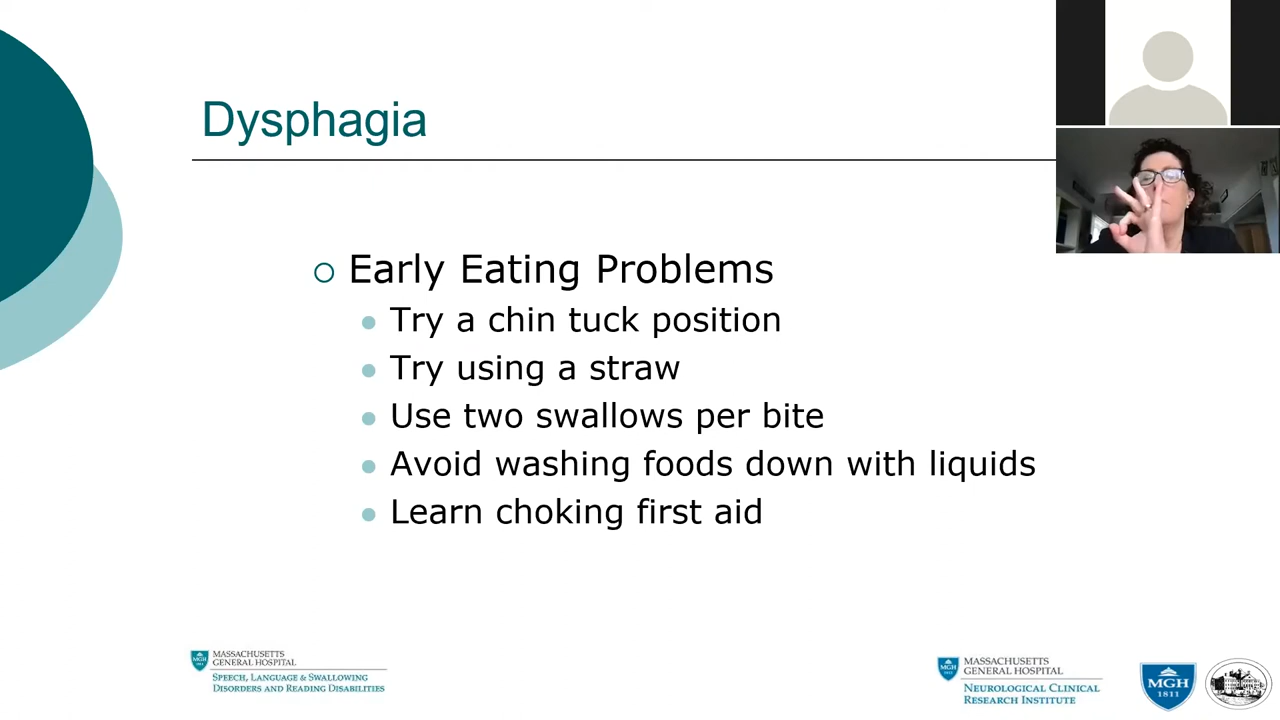 Dysphagia
Early Eating Problems
Try a chin tuck position
Try using a straw
Use two swallows per bite
Avoid washing foods down with liquids
Learn choking first aid
MASSACHUSETTS
GENERAL HOSPITAL
SPEECH, LANGUAGE & SWALLOWING
DISORDERS AND READING DISABILITIES
MGH
MASSACHUSETTS
GENERAL HOSPITAL
NEUROLOGICAL CLINICAL
RESEARCH INSTITUTE
MGH
1811